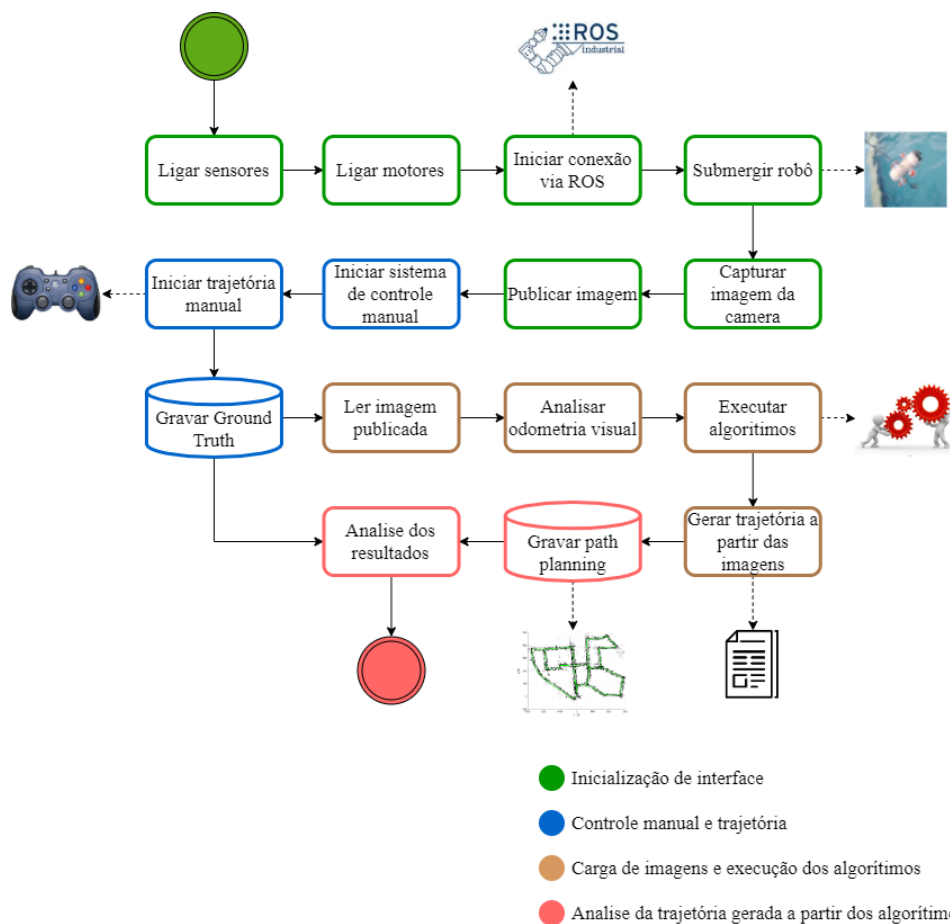 ROS
industrial
Ligar sensores
Ligar motores
Iniciar conexão
via ROS
Submergir robô
Iniciar trajetória
manual
Iniciar sistema
de controle
manual
Publicar imagem
Capturar
imagem da
camera
Gravar Ground
Truth
Ler imagem
publicada
Analisar
odometria visual
Executar
algoritimos
Analise dos
resultados
Gravar path
planning
Gerar trajetória a
partir das
imagens
Inicialização de interface
Controle manual e trajetória
Carga de imagens e execução dos algorítimos
Analise da trajetória gerada a partir dos algorítimo